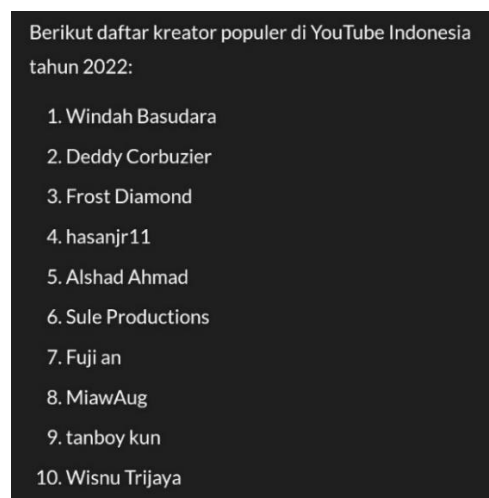 Berikut daftar kreator populer di YouTube Indonesia
tahun 2022:
1. Windah Basudara
2. Deddy Corbuzier
3. Frost Diamond
4. hasanjr11
5. Alshad Ahmad
6. Sule Productions
7. Fuji an
8. MiawAug
9. tanboy kun
10. Wisnu Trijaya